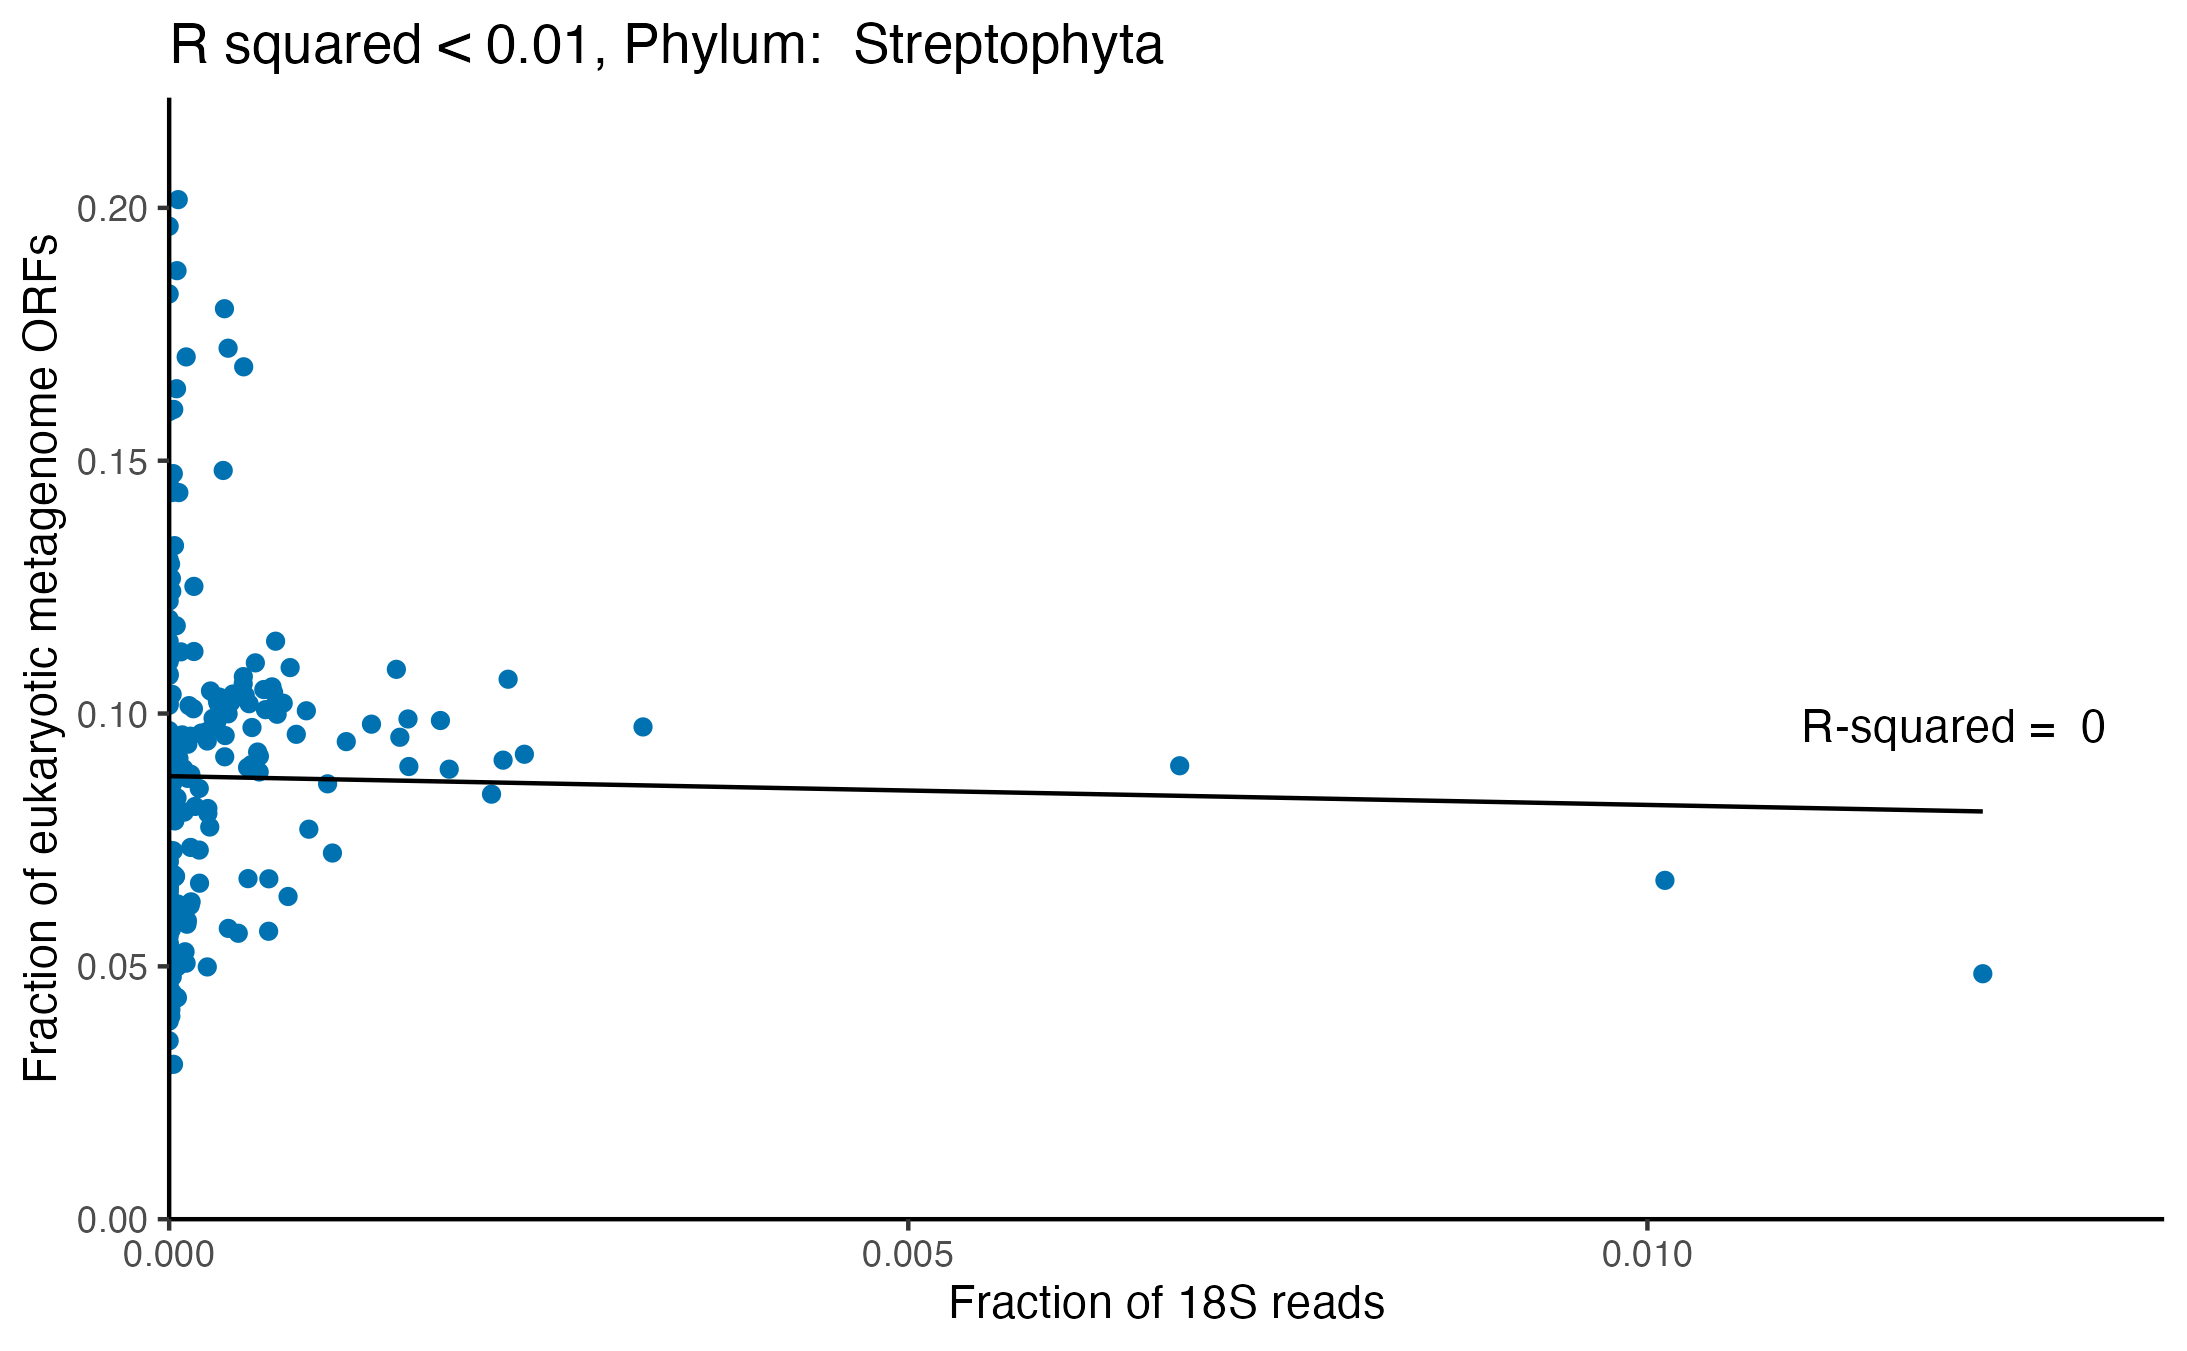 R squared < 0.01, Phylum:  Streptophyta
Fraction of eukaryotic metagenome ORFs
0.20
0.15
0.10
0.05
0.00
R-squared =  0
0.000
0.005
0.010
Fraction of 18S reads